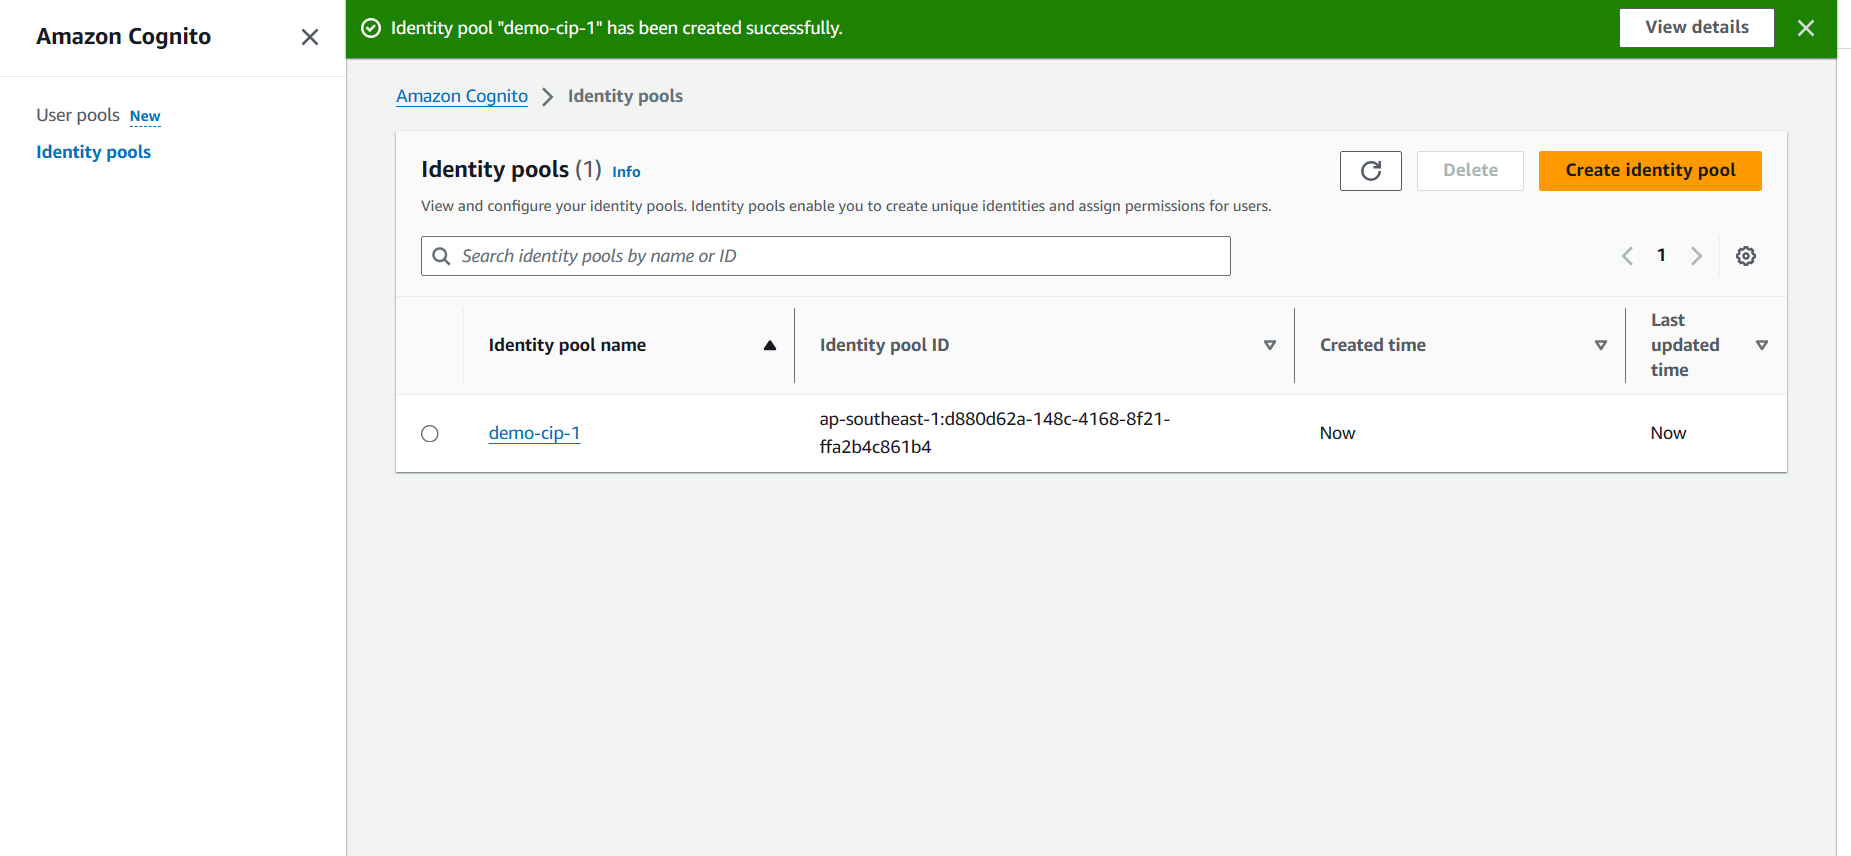 Amazon Cognito
User pools New
Identity pools
Identity pool "demo-cip-1" has been created successfully.
View details
Amazon Cognito
Identity pools
Identity pools (1) Info
Delete
Create identity pool
View and configure your identity pools. Identity pools enable you to create unique identities and assign permissions for users.
Search identity pools by name or ID
1
Identity pool name
Identity pool ID
Created time
Last
updated
time
demo-cip-1
ap-southeast-1:d880d62a-148c-4168-8f21-
ffa2b4c861b4
Now
Now